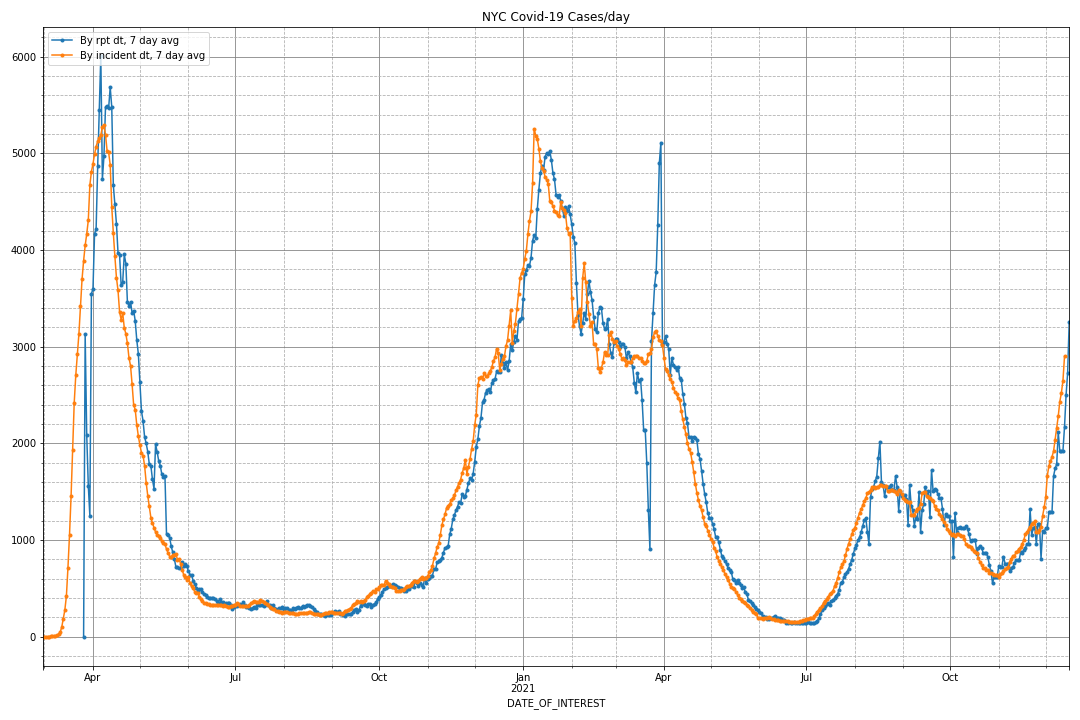 NYC Covid-19 Cases/day
By rpt dt, 7 day avg
By incident dt, 7 day avg
6000
5000
4000
3000
2000
1000
0
Apr
Jul
Oct
Jan
2021
Apr
Jul
Oct
DATE_OF_INTEREST